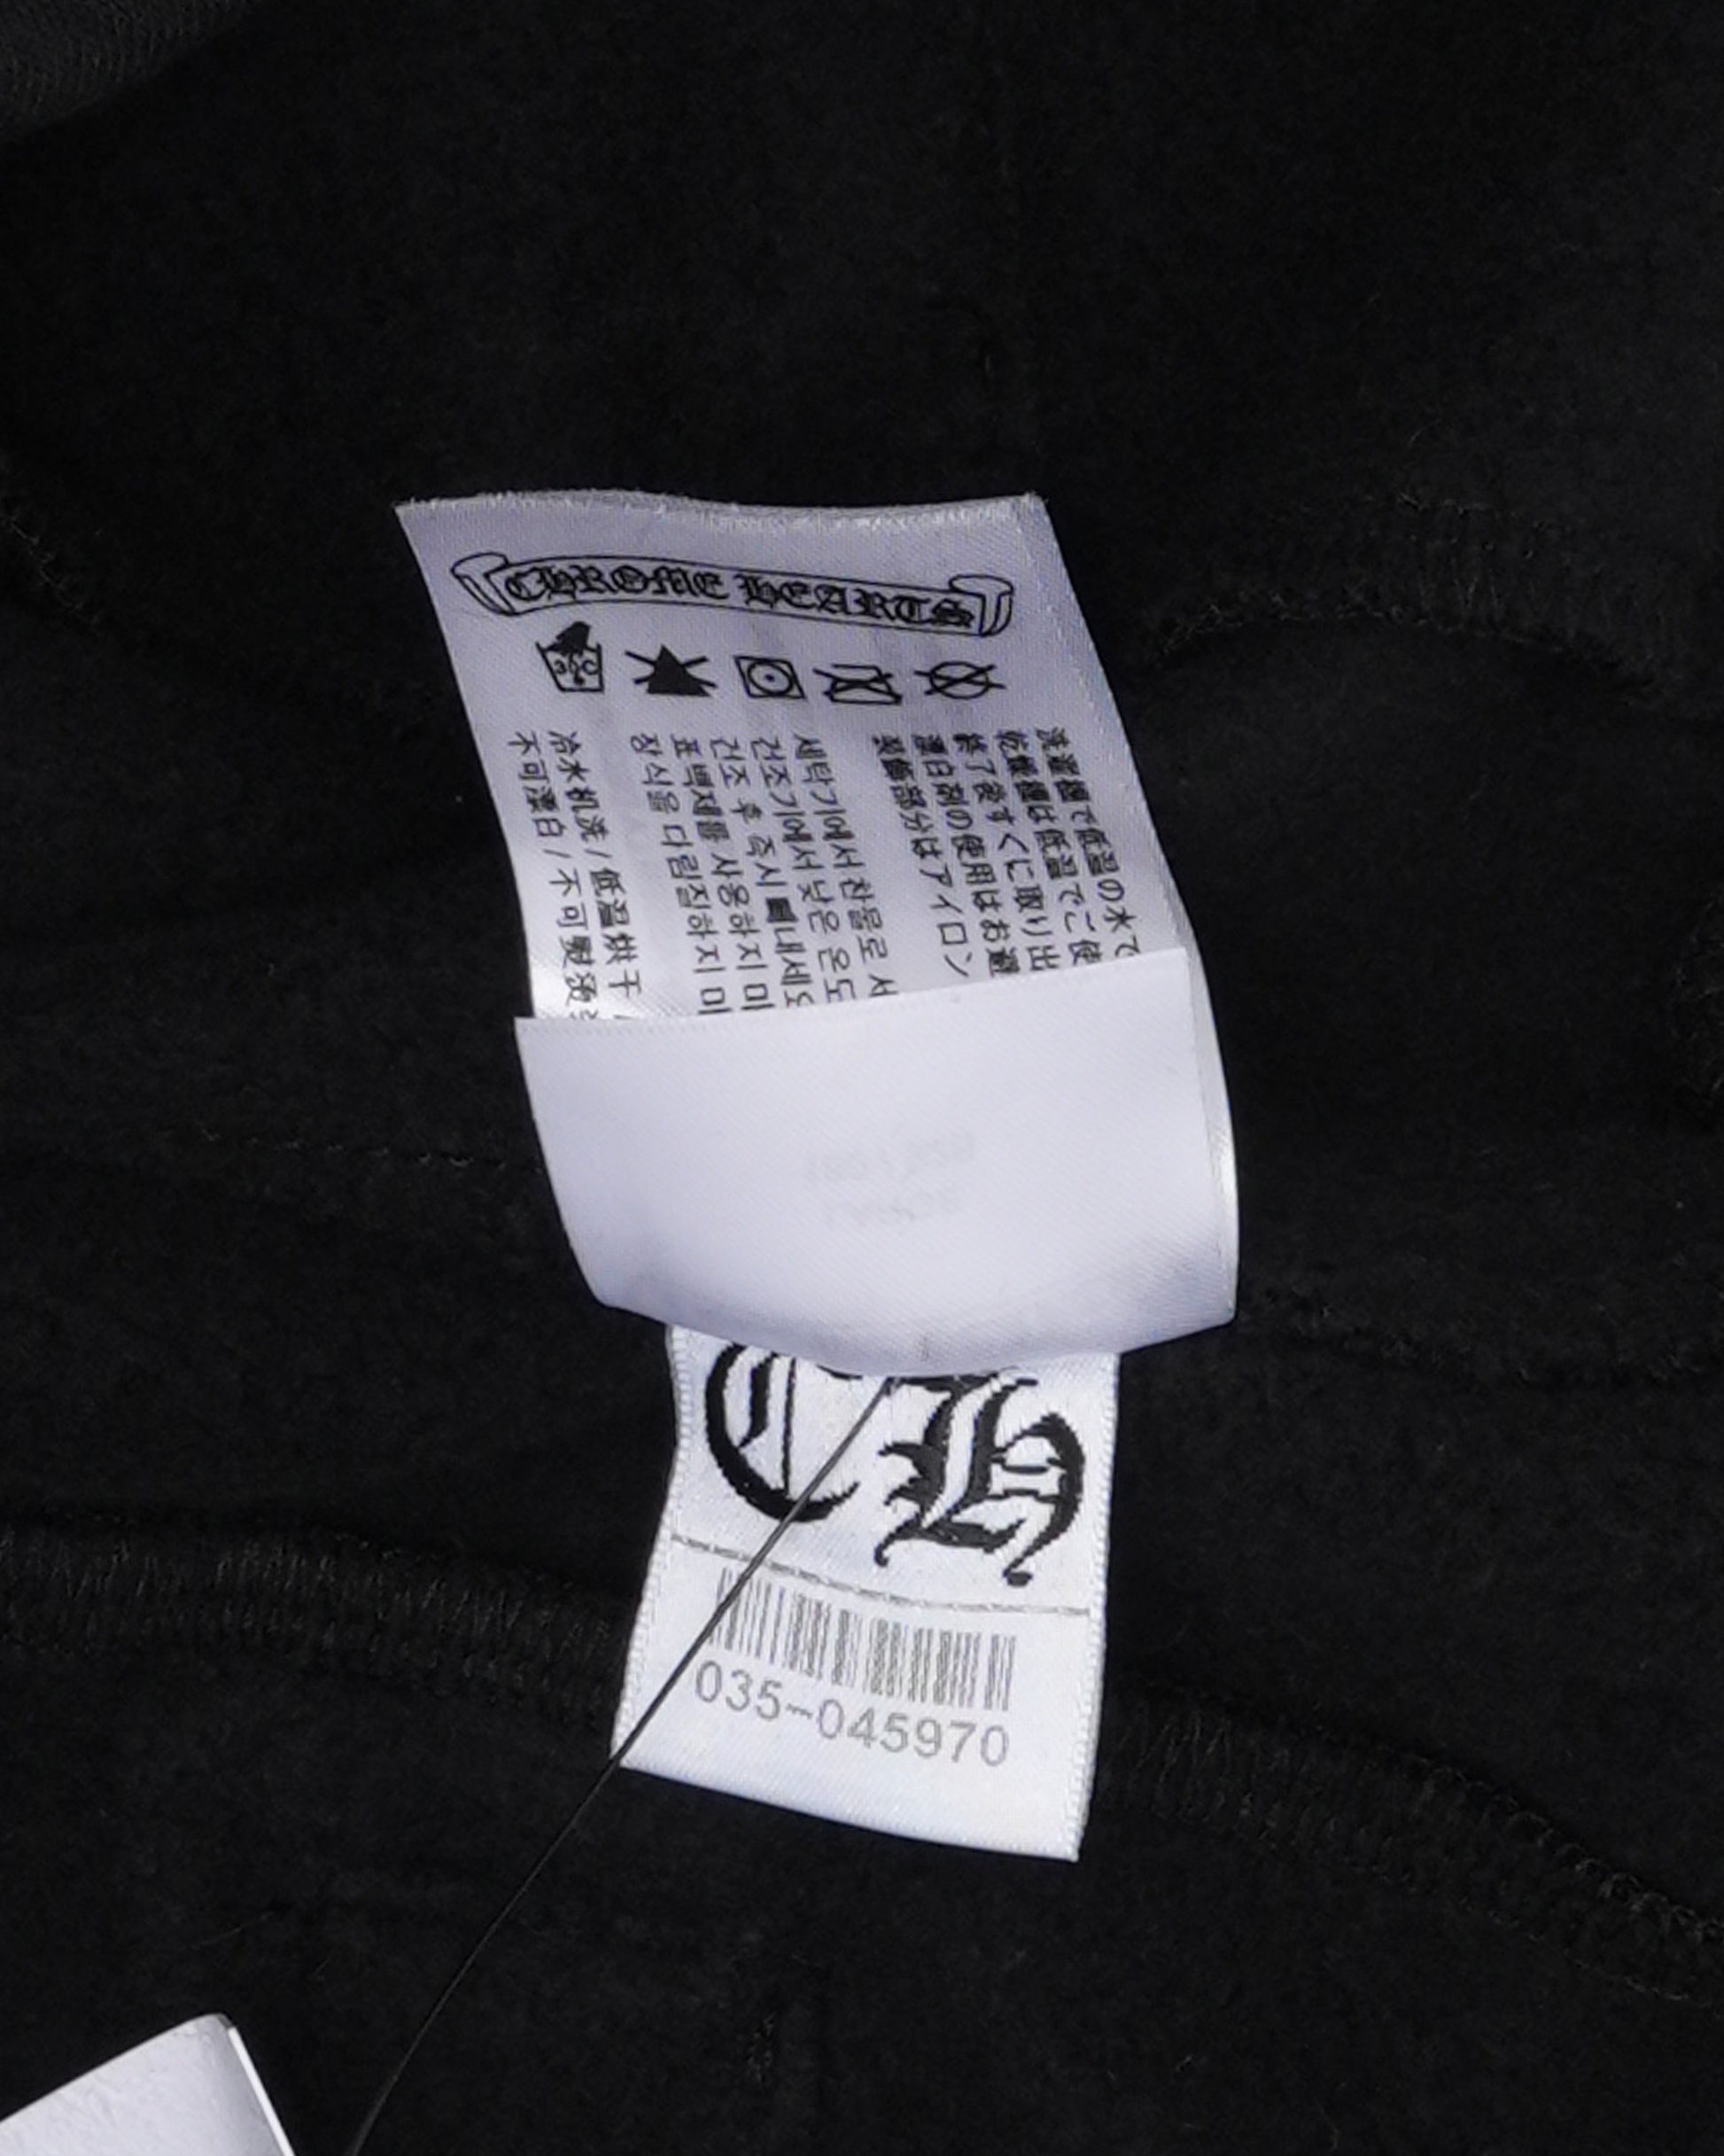 CHROME HEARTS
洗濯機で低温の水で
乾燥機は低温でご使
終了後すぐに取り出
漂白剤の使用はお避
装飾部分はアイロン
세탁기에서 찬물로 서
건조기에서 낮은 온도
건조 후 즉시 빼내세요
표백제를 사용하지 마
장식을 다림질하지 마
冷水机洗 / 低温烘干 /
不可漂白 / 不可熨烫
CH
035-045970